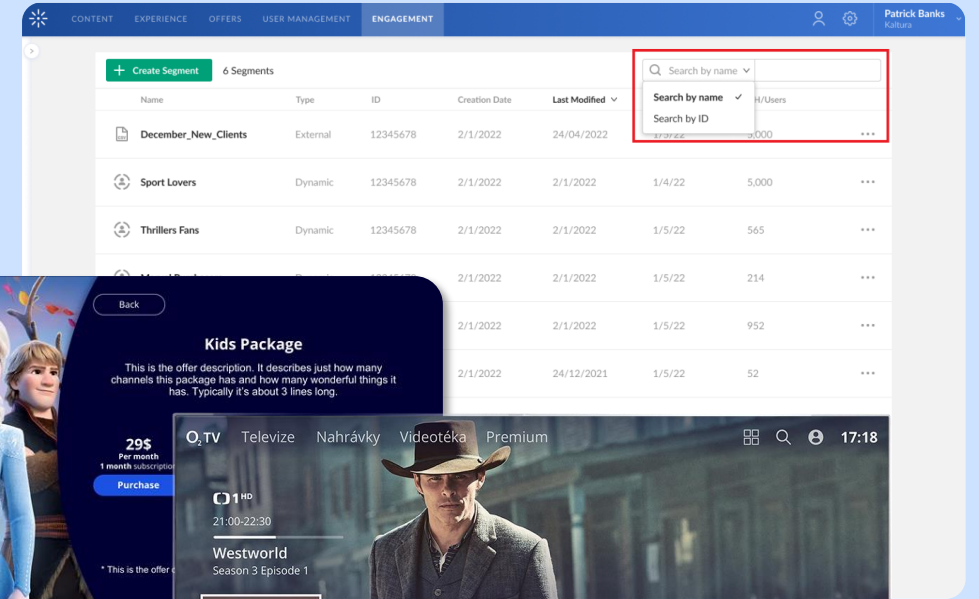 CONTENT EXPERIENCE OFFERS USER MANAGEMENT ENGAGEMENT Patrick Banks
Kaltura
+ Create Segment 6 Segments Search by name
Name Type ID Creation Date Last Modified H/Users
Search by name
Search by ID
December_New_Clients External 12345678 2/1/2022 24/04/2022 1/5/22 5,000
Sport Lovers Dynamic 12345678 2/1/2022 2/1/2022 1/4/22 5,000
Thrillers Fans Dynamic 12345678 2/1/2022 2/1/2022 1/5/22 565
2/1/2022 2/1/2022 1/5/22 214
2/1/2022 2/1/2022 1/5/22 952
2/1/2022 24/12/2021 1/5/22 52
Back
Kids Package
This is the offer description. It describes just how many
channels this package has and how many wonderful things it
has. Typically it's about 3 lines long.
29$
Per month
1 month subscription
Purchase
* This is the offer
O2 TV Televize Nahrávky Videotéka Premium 17:18
1 HD
21:00-22:30
Westworld
Season 3 Episode 1